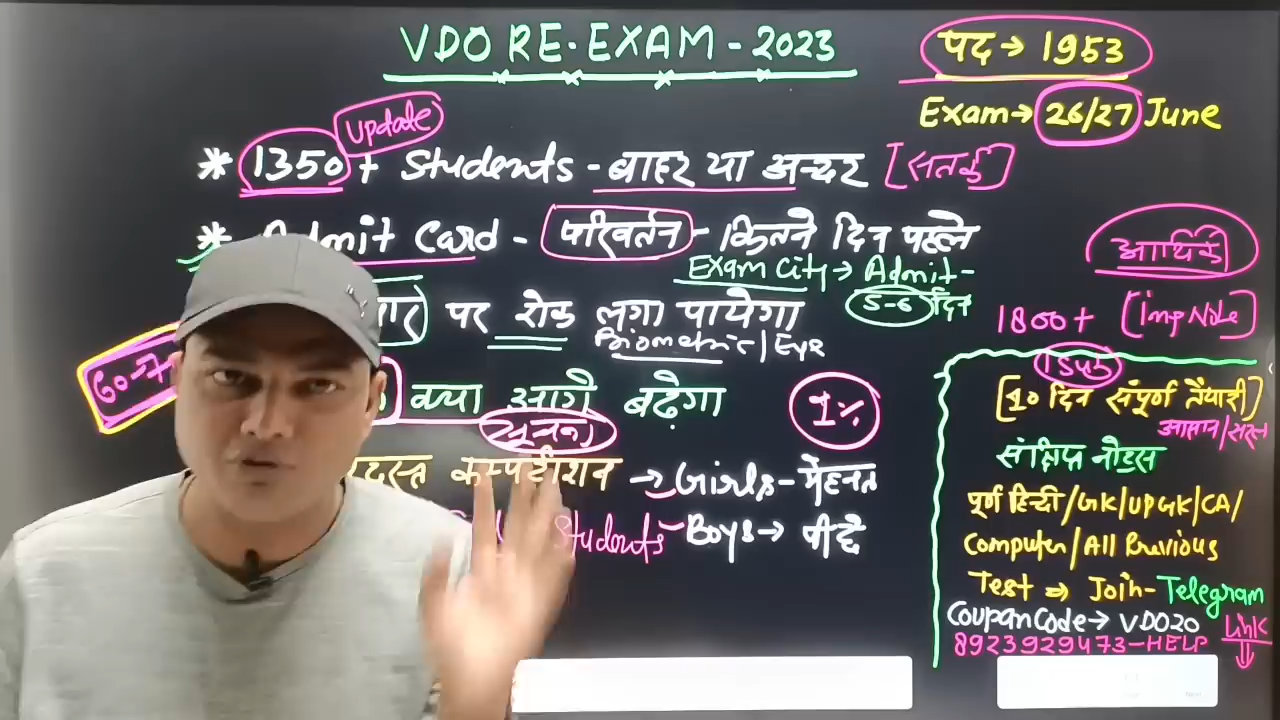 VDO RE-EXAM - 2023
पद → 1953
Exam → 26/27 June
update
* 1350 + Students - बाहर या अन्दर [सतर्क]
* Admit Card - परिवर्तन - कितने दिन पहले
Exam City → Admit -
5-6 दिन
आर्थिक
पर रोक लगा पायेगा
Biometric / Eye
1800+ [Imp Note]
60-7
क्या आगे बढ़ेगा
1%
[10 दिन संपूर्ण तैयारी]
आसान/सरल
संक्षिप्त नोट्स
कम्पटीशन → Girls - मेहनत
Students - Boys → पीछे
पूर्ण हिन्दी/GK/UPGK/CA/
Computer/All Previous
Test ⇒ Join - Telegram
Coupan Code → VDO20
8923929473 - HELP
Link